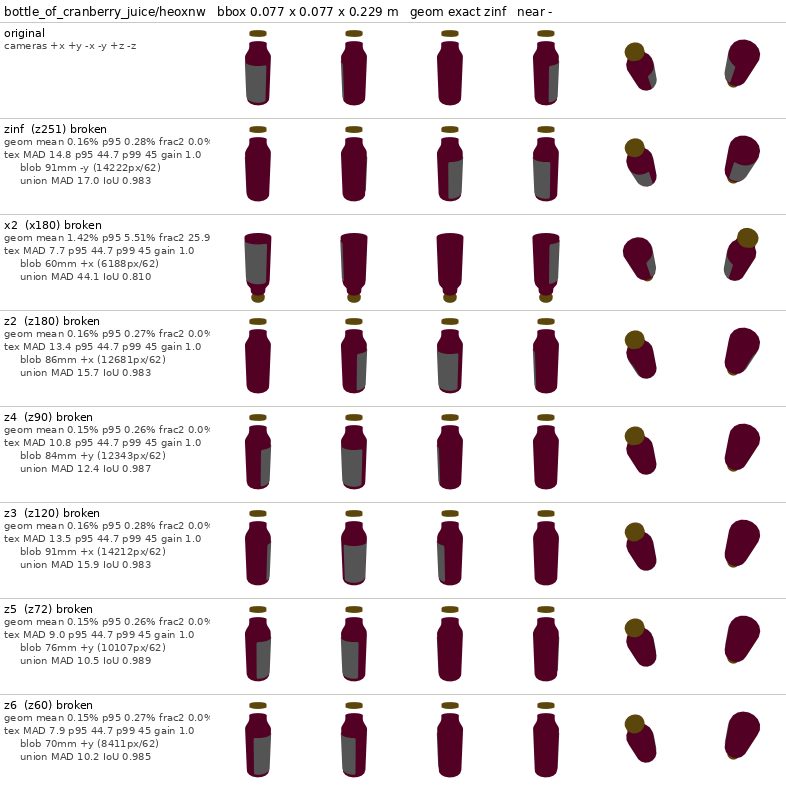 bottle_of_cranberry_juice/heoxnw bbox 0.077 x 0.077 x 0.229 m geom exact zinf near -
original
cameras +x +y -x -y +z -z
zinf (z251) broken
geom mean 0.16% p95 0.28% frac2 0.0%
tex MAD 14.8 p95 44.7 p99 45 gain 1.0
blob 91mm -y (14222px/62)
union MAD 17.0 IoU 0.983
x2 (x180) broken
geom mean 1.42% p95 5.51% frac2 25.9
tex MAD 7.7 p95 44.7 p99 45 gain 1.0
blob 60mm +x (6188px/62)
union MAD 44.1 IoU 0.810
z2 (z180) broken
geom mean 0.16% p95 0.27% frac2 0.0%
tex MAD 13.4 p95 44.7 p99 45 gain 1.0
blob 86mm +x (12681px/62)
union MAD 15.7 IoU 0.983
z4 (z90) broken
geom mean 0.15% p95 0.26% frac2 0.0%
tex MAD 10.8 p95 44.7 p99 45 gain 1.0
blob 84mm +y (12343px/62)
union MAD 12.4 IoU 0.987
z3 (z120) broken
geom mean 0.16% p95 0.28% frac2 0.0%
tex MAD 13.5 p95 44.7 p99 45 gain 1.0
blob 91mm +x (14212px/62)
union MAD 15.9 IoU 0.983
z5 (z72) broken
geom mean 0.15% p95 0.26% frac2 0.0%
tex MAD 9.0 p95 44.7 p99 45 gain 1.0
blob 76mm +y (10107px/62)
union MAD 10.5 IoU 0.989
z6 (z60) broken
geom mean 0.15% p95 0.27% frac2 0.0%
tex MAD 7.9 p95 44.7 p99 45 gain 1.0
blob 70mm +y (8411px/62)
union MAD 10.2 IoU 0.985